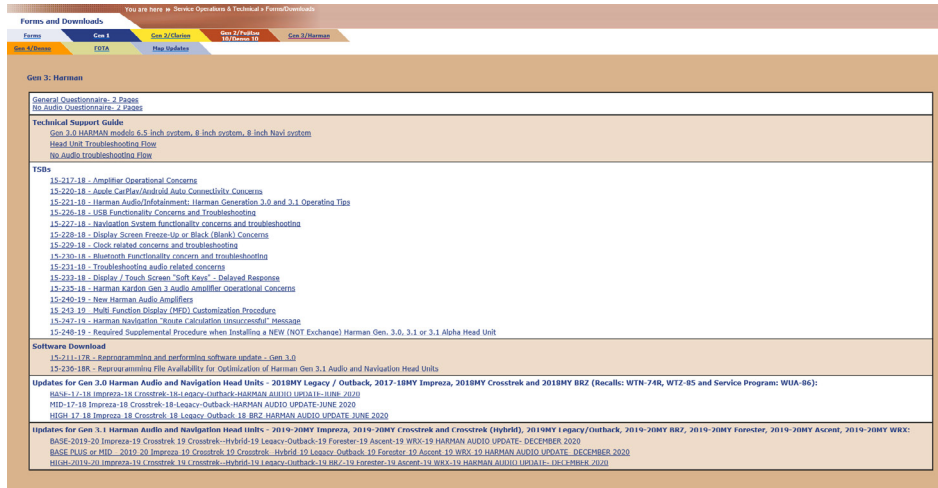 You are here » Service Operations & Technical » Forms/Downloads
Forms and Downloads
Forms
Gen 1
Gen 2/Clarion
Gen 2/Fujitsu 10/Denso 10
Gen 3/Harman
Gen 4/Denso
FOTA
Map Updates
Gen 3: Harman
General Questionnaire- 2 Pages
No Audio Questionnaire- 2 Pages
Technical Support Guide
Gen 3.0 HARMAN models 6.5 inch system, 8 inch system, 8 inch Navi system
Head Unit Troubleshooting Flow
No Audio troubleshooting Flow
TSBs
15-217-18 - Amplifier Operational Concerns
15-220-18 - Apple CarPlay/Android Auto Connectivity Concerns
15-221-18 - Harman Audio/Infotainment: Harman Generation 3.0 and 3.1 Operating Tips
15-226-18 - USB Functionality Concerns and Troubleshooting
15-227-18 - Navigation System functionality concerns and troubleshooting
15-228-18 - Display Screen Freeze-Up or Black (Blank) Concerns
15-229-18 - Clock related concerns and troubleshooting
15-230-18 - Bluetooth Functionality concern and troubleshooting
15-231-18 - Troubleshooting audio related concerns
15-233-18 - Display / Touch Screen "Soft Keys" - Delayed Response
15-235-18 - Harman Kardon Gen 3 Audio Amplifier Operational Concerns
15-240-19 - New Harman Audio Amplifiers
15-243-19 - Multi Function Display (MFD) Customization Procedure
15-247-19 - Harman Navigation "Route Calculation Unsuccessful" Message
15-248-19 - Required Supplemental Procedure when Installing a NEW (NOT Exchange) Harman Gen. 3.0, 3.1 or 3.1 Alpha Head Unit
Software Download
15-211-17R - Reprogramming and performing software update - Gen 3.0
15-236-18R - Reprogramming File Availability for Optimization of Harman Gen 3.1 Audio and Navigation Head Units
Updates for Gen 3.0 Harman Audio and Navigation Head Units - 2018MY Legacy / Outback, 2017-18MY Impreza, 2018MY Crosstrek and 2018MY BRZ (Recalls: WTN-74R, WTZ-85 and Service Program: WUA-86):
BASE-17-18 Impreza-18 Crosstrek-18-Legacy-Outback-HARMAN AUDIO UPDATE-JUNE 2020
MID-17-18 Impreza-18 Crosstrek-18-Legacy-Outback-HARMAN AUDIO UPDATE-JUNE 2020
HIGH-17-18 Impreza-18 Crosstrek-18-Legacy-Outback-18 BRZ-HARMAN AUDIO UPDATE-JUNE 2020
Updates for Gen 3.1 Harman Audio and Navigation Head Units - 2019-20MY Impreza, 2019-20MY Crosstrek and Crosstrek (Hybrid), 2019MY Legacy/Outback, 2019-20MY BRZ, 2019-20MY Forester, 2019-20MY Ascent, 2019-20MY WRX:
BASE-2019-20 Impreza-19 Crosstrek 19 Crosstrek--Hybrid-19 Legacy-Outback-19 Forester-19 Ascent-19 WRX-19 HARMAN AUDIO UPDATE- DECEMBER 2020
BASE PLUS or MID - 2019-20 Impreza-19 Crosstrek-19 Crosstrek--Hybrid-19 Legacy-Outback-19 Forester-19 Ascent-19 WRX-19 HARMAN AUDIO UPDATE- DECEMBER 2020
HIGH-2019-20 Impreza-19 Crosstrek 19 Crosstrek--Hybrid-19 Legacy-Outback-19 BRZ-19 Forester-19 Ascent-19 WRX-19 HARMAN AUDIO UPDATE- DECEMBER 2020